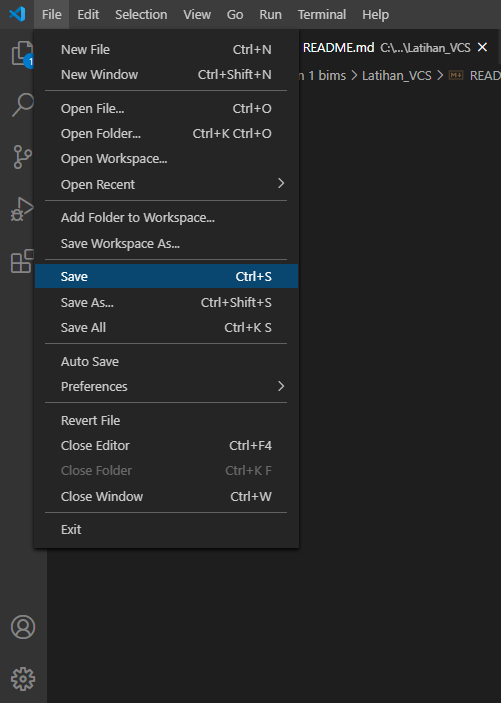 File Edit Selection View Go Run Terminal Help
README.md C:\...\Latihan_VCS
m 1 bims > Latihan_VCS > READ
1
New File Ctrl+N
New Window Ctrl+Shift+N
Open File... Ctrl+O
Open Folder... Ctrl+K Ctrl+O
Open Workspace...
Open Recent
Add Folder to Workspace...
Save Workspace As...
Save Ctrl+S
Save As... Ctrl+Shift+S
Save All Ctrl+K S
Auto Save
Preferences
Revert File
Close Editor Ctrl+F4
Close Folder Ctrl+K F
Close Window Ctrl+W
Exit